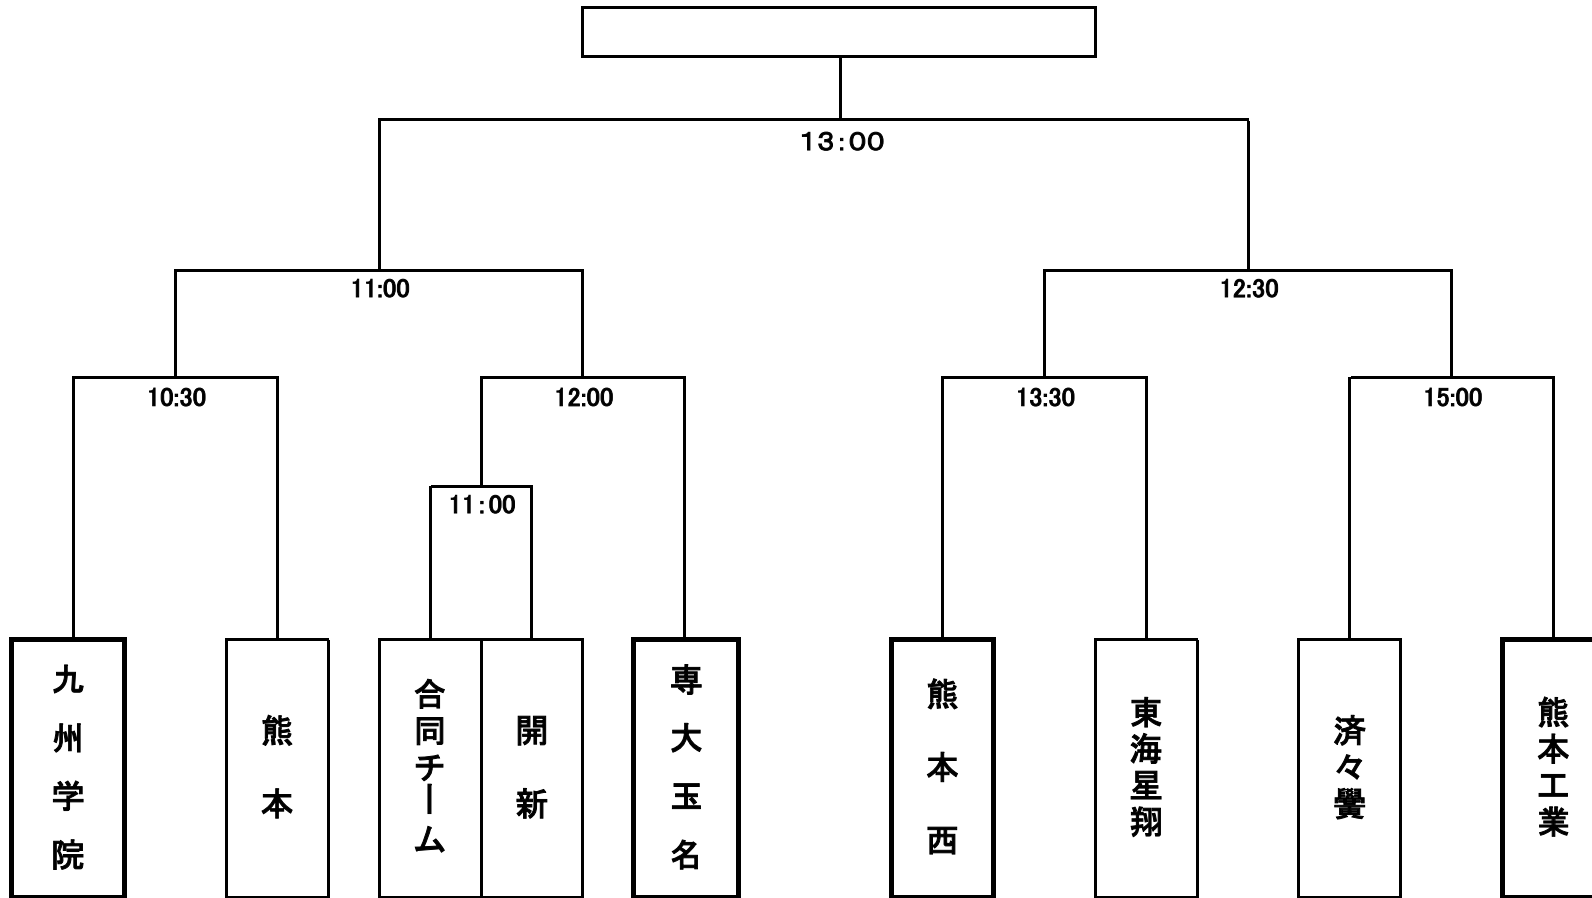 13:00
11:00
12:30
10:30
12:00
13:30
15:00
11:00
九州学院
熊本
合同チーム
開新
専大玉名
熊本西
東海星翔
済々黌
熊本工業